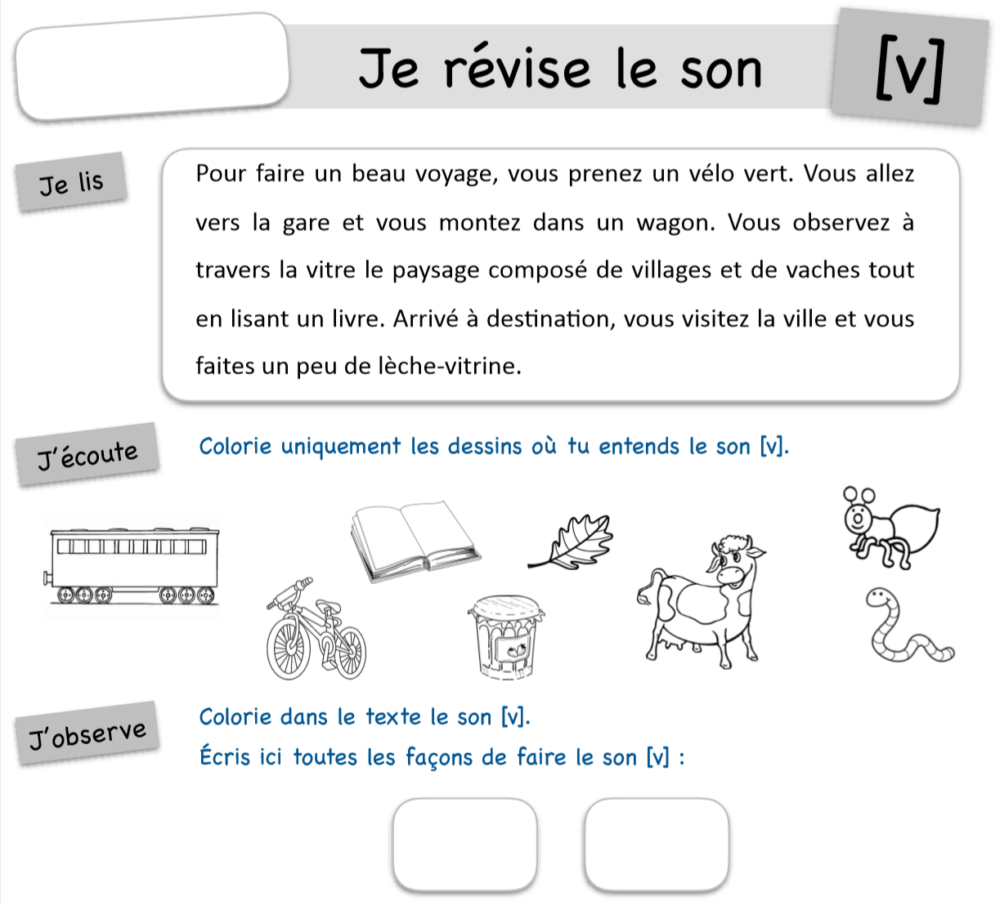 Je révise le son
[v]
Je lis
Pour faire un beau voyage, vous prenez un vélo vert. Vous allez
vers la gare et vous montez dans un wagon. Vous observez à
travers la vitre le paysage composé de villages et de vaches tout
en lisant un livre. Arrivé à destination, vous visitez la ville et vous
faites un peu de lèche-vitrine.
J'écoute
Colorie uniquement les dessins où tu entends le son [v].
J'observe
Colorie dans le texte le son [v].
Écris ici toutes les façons de faire le son [v] :